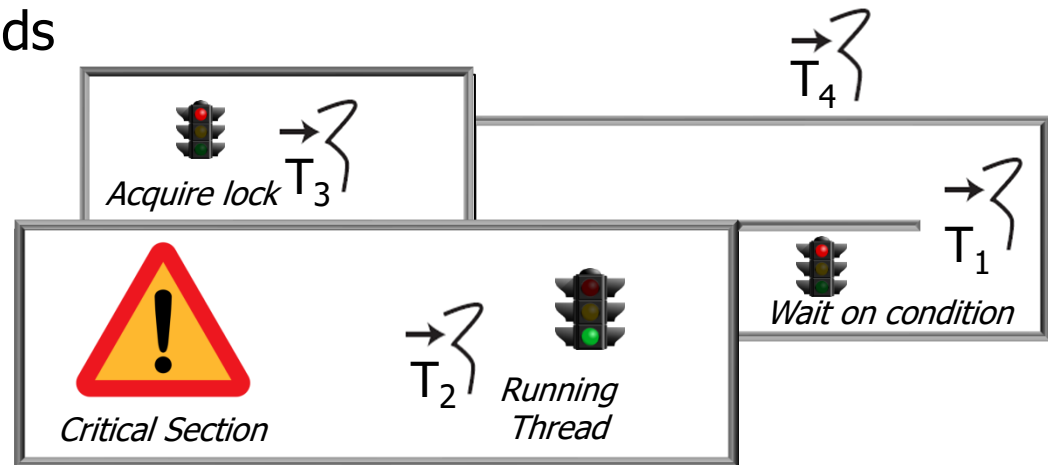 ds
T₄
Acquire lock
T₃
T₁
Wait on condition
T₂
Running
Thread
Critical Section